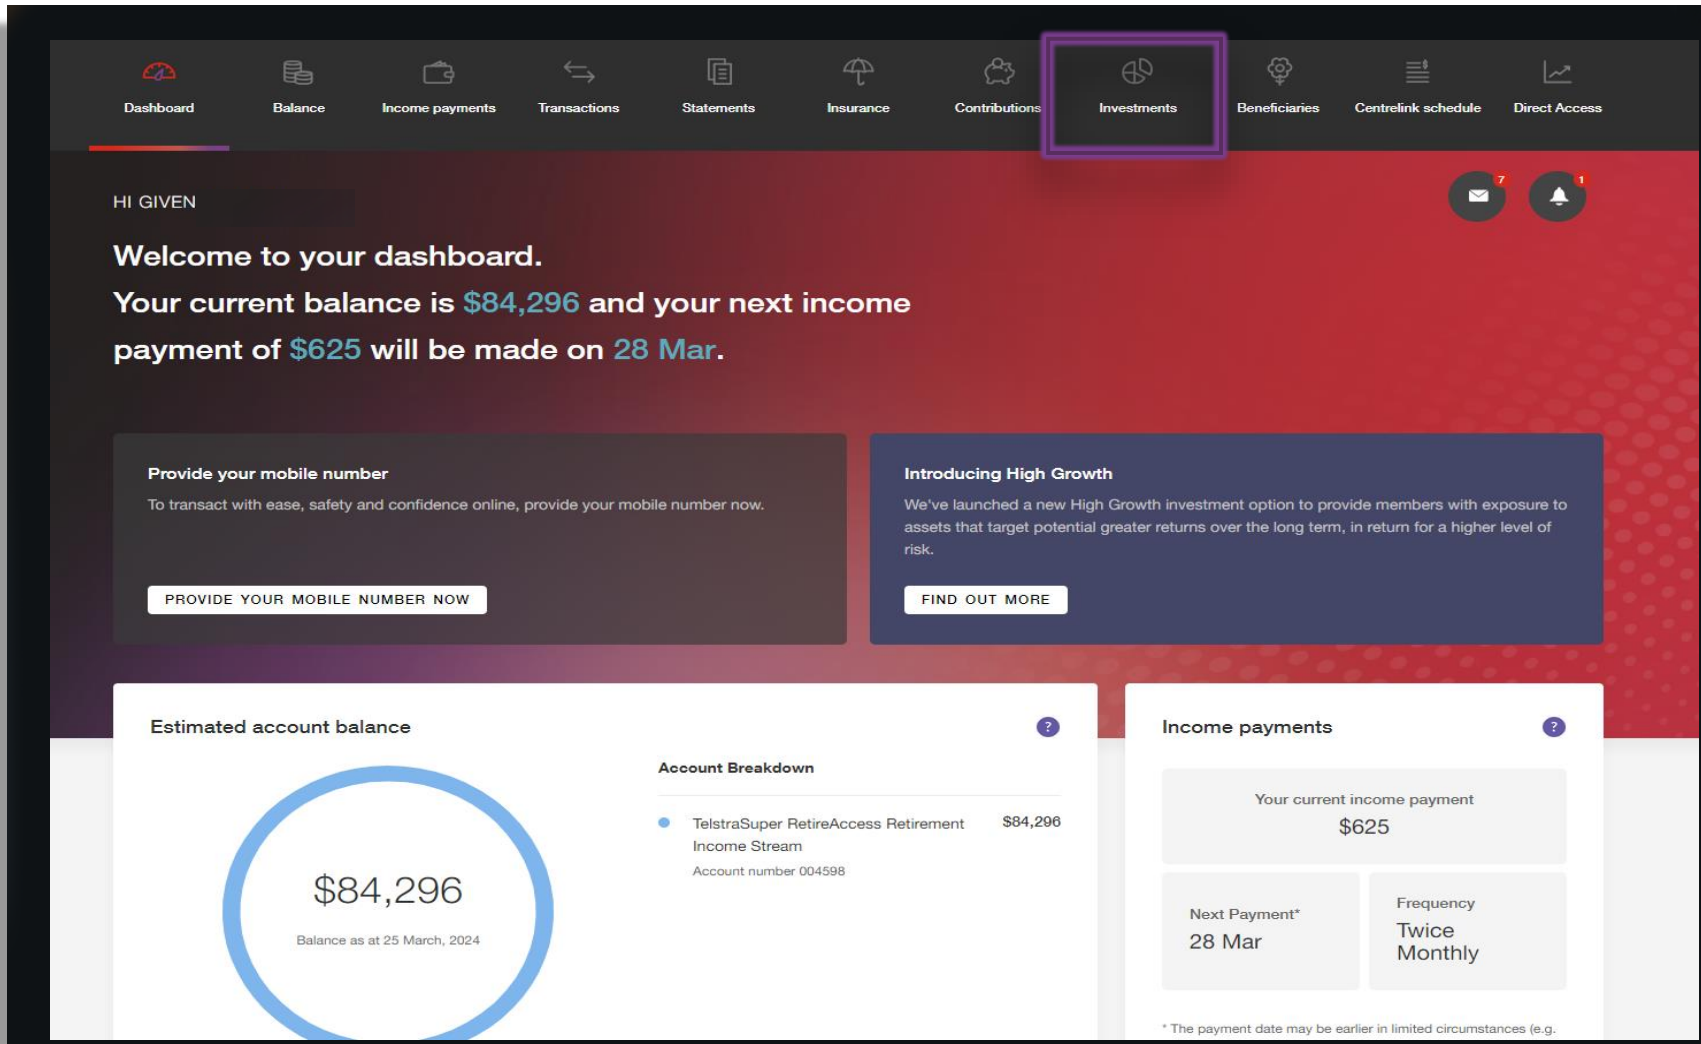 Dashboard
Balance
Income payments
Transactions
Statements
Insurance
Contributions
Investments
Beneficiaries
Centrelink schedule
Direct Access
HI GIVEN
7
1
Welcome to your dashboard.
Your current balance is $84,296 and your next income
payment of $625 will be made on 28 Mar.
Provide your mobile number
To transact with ease, safety and confidence online, provide your mobile number now.
PROVIDE YOUR MOBILE NUMBER NOW
Introducing High Growth
We've launched a new High Growth investment option to provide members with exposure to
assets that target potential greater returns over the long term, in return for a higher level of
risk.
FIND OUT MORE
Estimated account balance
?
$84,296
Balance as at 25 March, 2024
Account Breakdown
TelstraSuper RetireAccess Retirement
Income Stream
$84,296
Account number 004598
Income payments
?
Your current income payment
$625
Next Payment*
28 Mar
Frequency
Twice
Monthly
* The payment date may be earlier in limited circumstances (e.g.